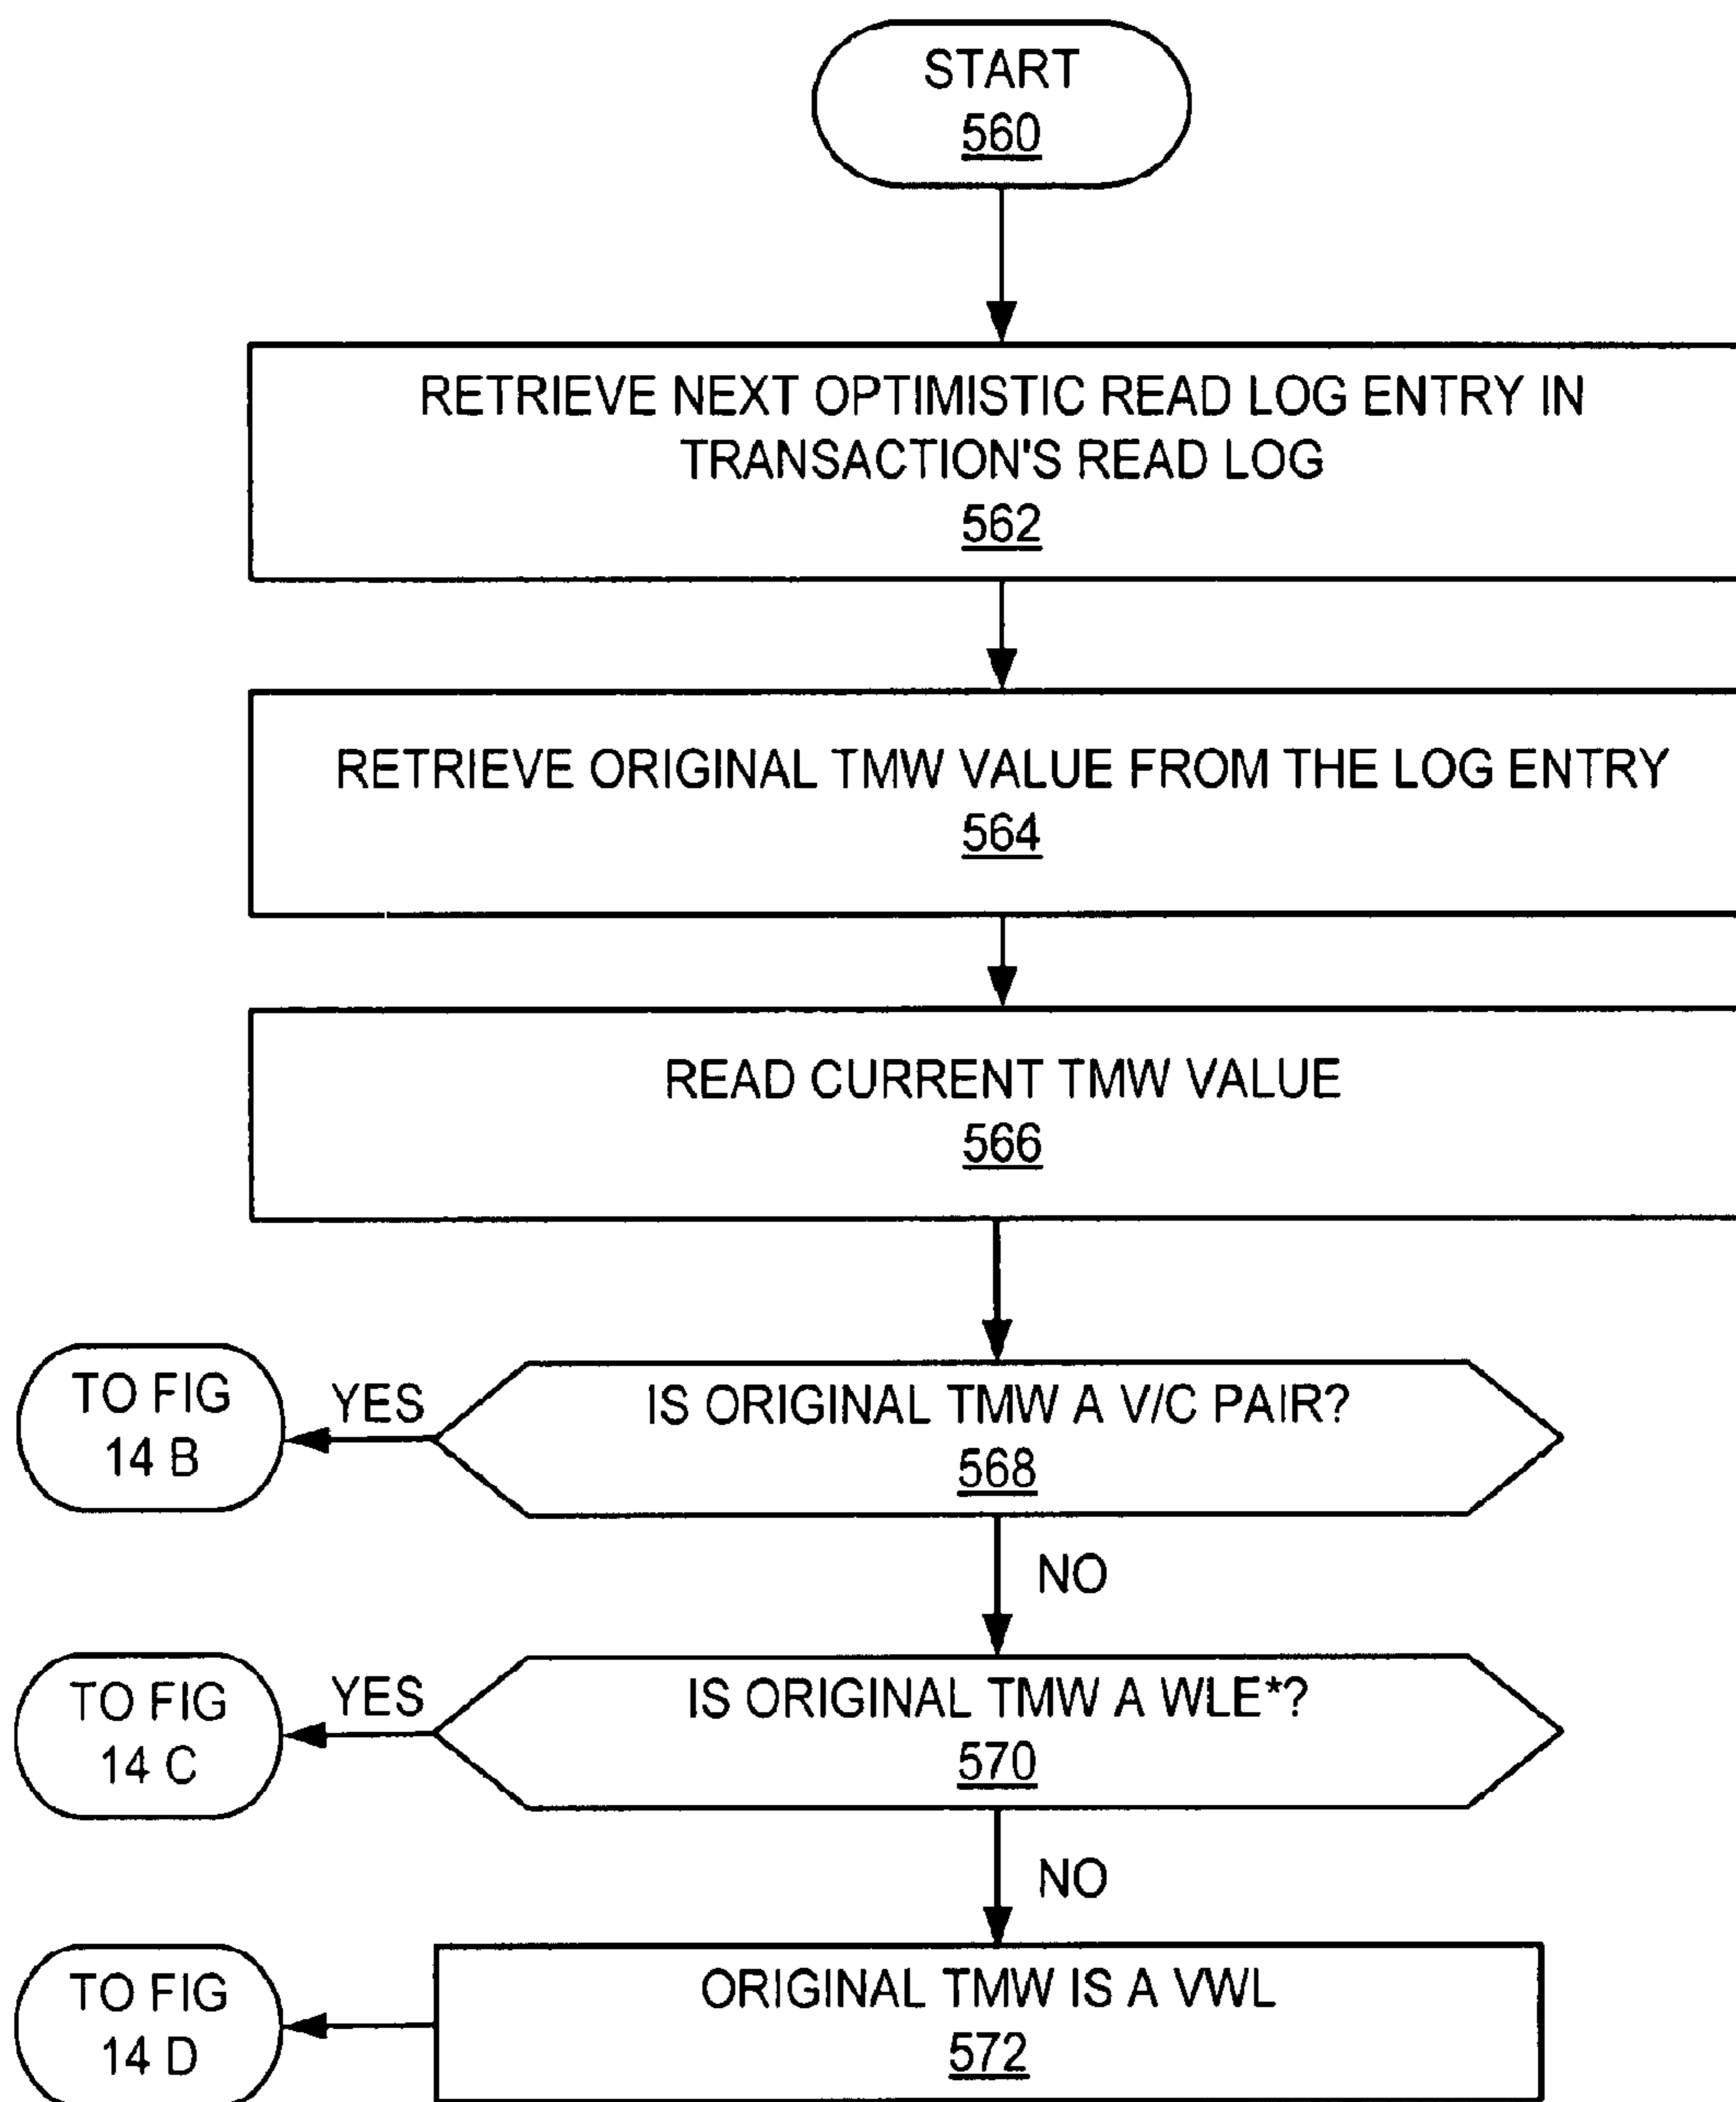 START
560
RETRIEVE NEXT OPTIMISTIC READ LOG ENTRY IN
TRANSACTION'S READ LOG
562
RETRIEVE ORIGINAL TMW VALUE FROM THE LOG ENTRY
564
READ CURRENT TMW VALUE
566
TO FIG
14 B
YES
IS ORIGINAL TMW A V/C PAIR?
568
NO
TO FIG
14 C
YES
IS ORIGINAL TMW A WLE*?
570
NO
TO FIG
14 D
ORIGINAL TMW IS A VWL
572